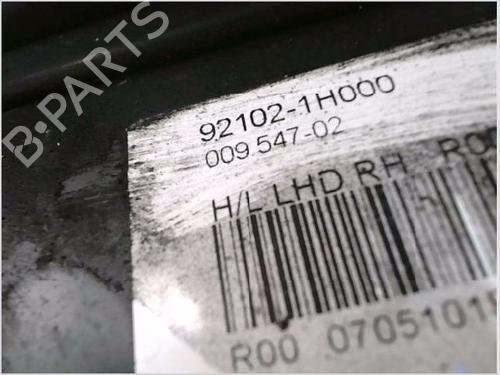 B-PARTS
92102-1H000
009.547-02
H/L LHD RH
R00 0705101